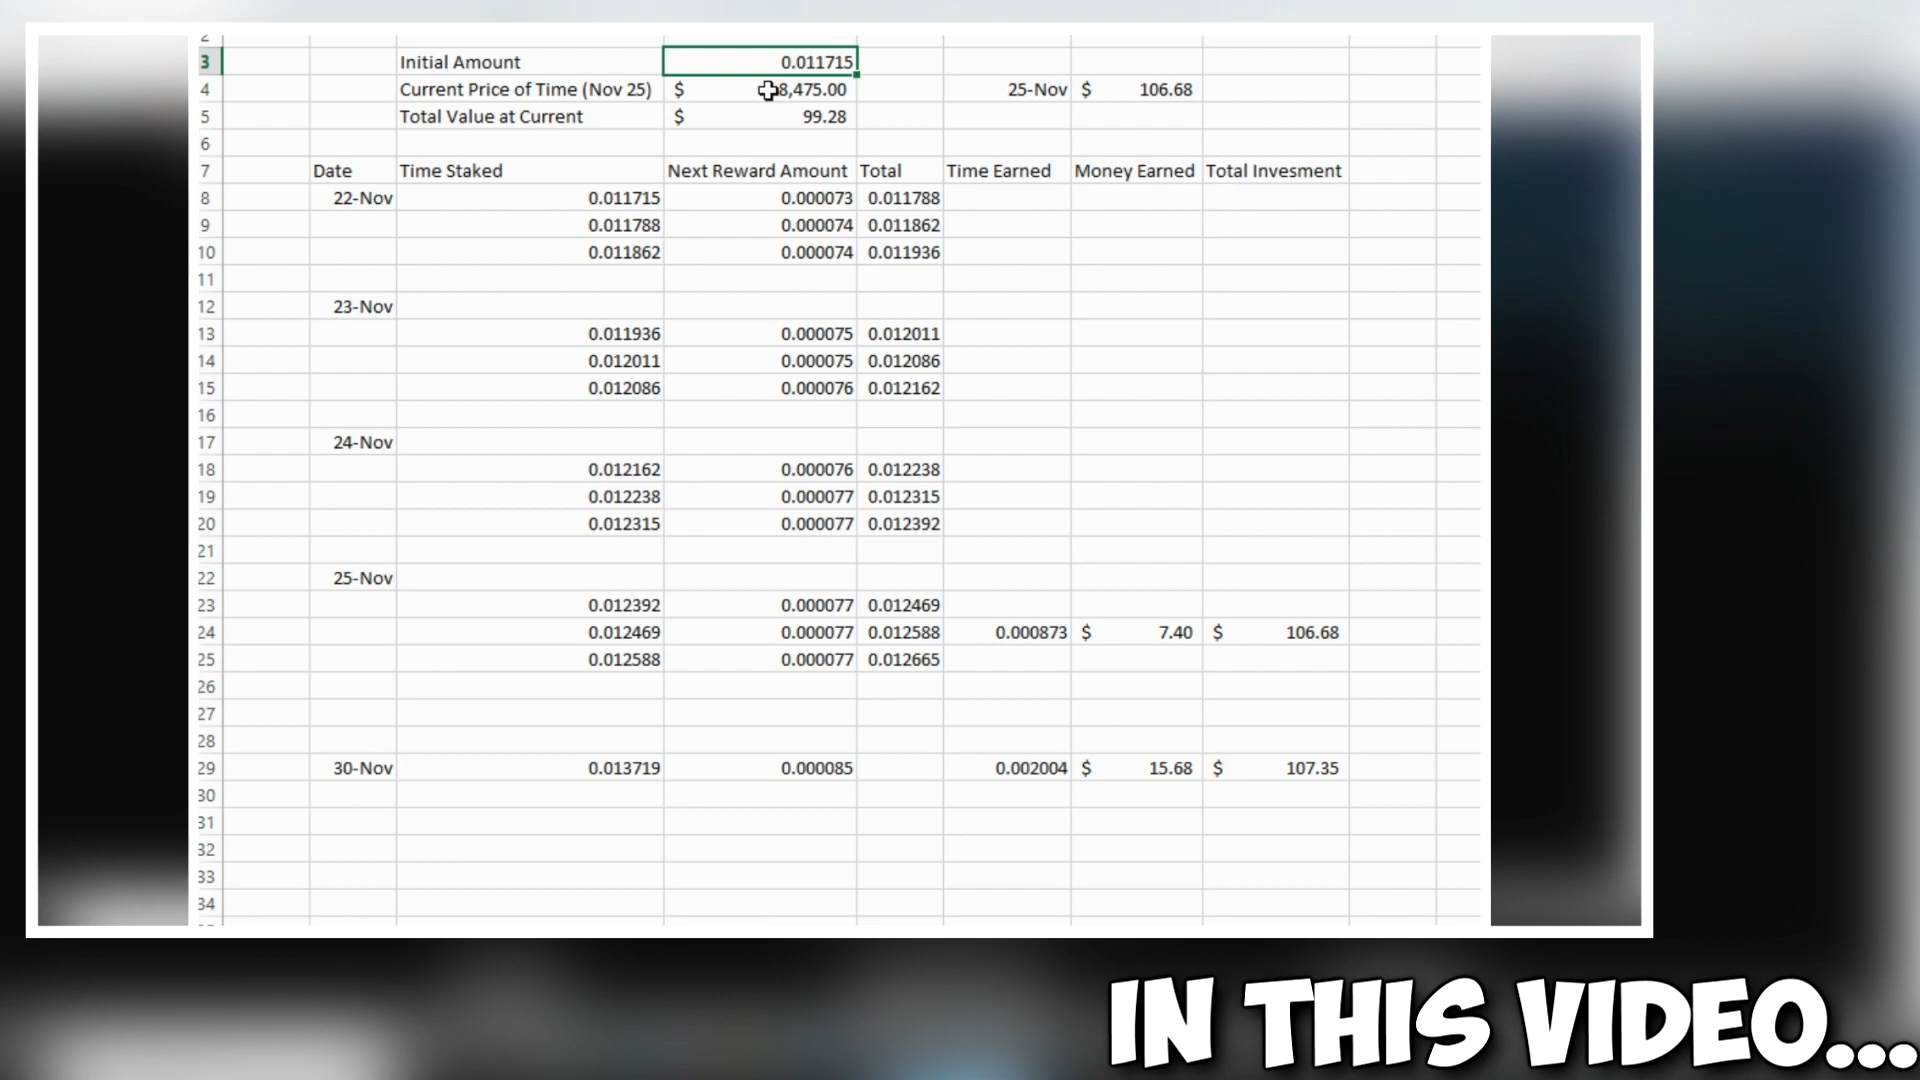 2
3 Initial Amount 0.011715
4 Current Price of Time (Nov 25) $ 8,475.00 25-Nov $ 106.68
5 Total Value at Current $ 99.28
6
7 Date Time Staked Next Reward Amount Total Time Earned Money Earned Total Invesment
8 22-Nov 0.011715 0.000073 0.011788
9 0.011788 0.000074 0.011862
10 0.011862 0.000074 0.011936
11
12 23-Nov
13 0.011936 0.000075 0.012011
14 0.012011 0.000075 0.012086
15 0.012086 0.000076 0.012162
16
17 24-Nov
18 0.012162 0.000076 0.012238
19 0.012238 0.000077 0.012315
20 0.012315 0.000077 0.012392
21
22 25-Nov
23 0.012392 0.000077 0.012469
24 0.012469 0.000077 0.012588 0.000873 $ 7.40 $ 106.68
25 0.012588 0.000077 0.012665
26
27
28
29 30-Nov 0.013719 0.000085 0.002004 $ 15.68 $ 107.35
30
31
32
33
34
IN THIS VIDEO...